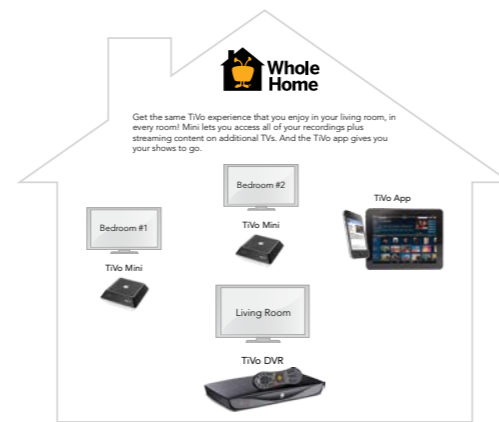 Whole
Home
Get the same TiVo experience that you enjoy in your living room, in
every room! Mini lets you access all of your recordings plus
streaming content on additional TVs. And the TiVo app gives you
your shows to go.
Bedroom #2
TiVo App
Bedroom #1
TiVo Mini
TiVo Mini
Living Room
TiVo DVR